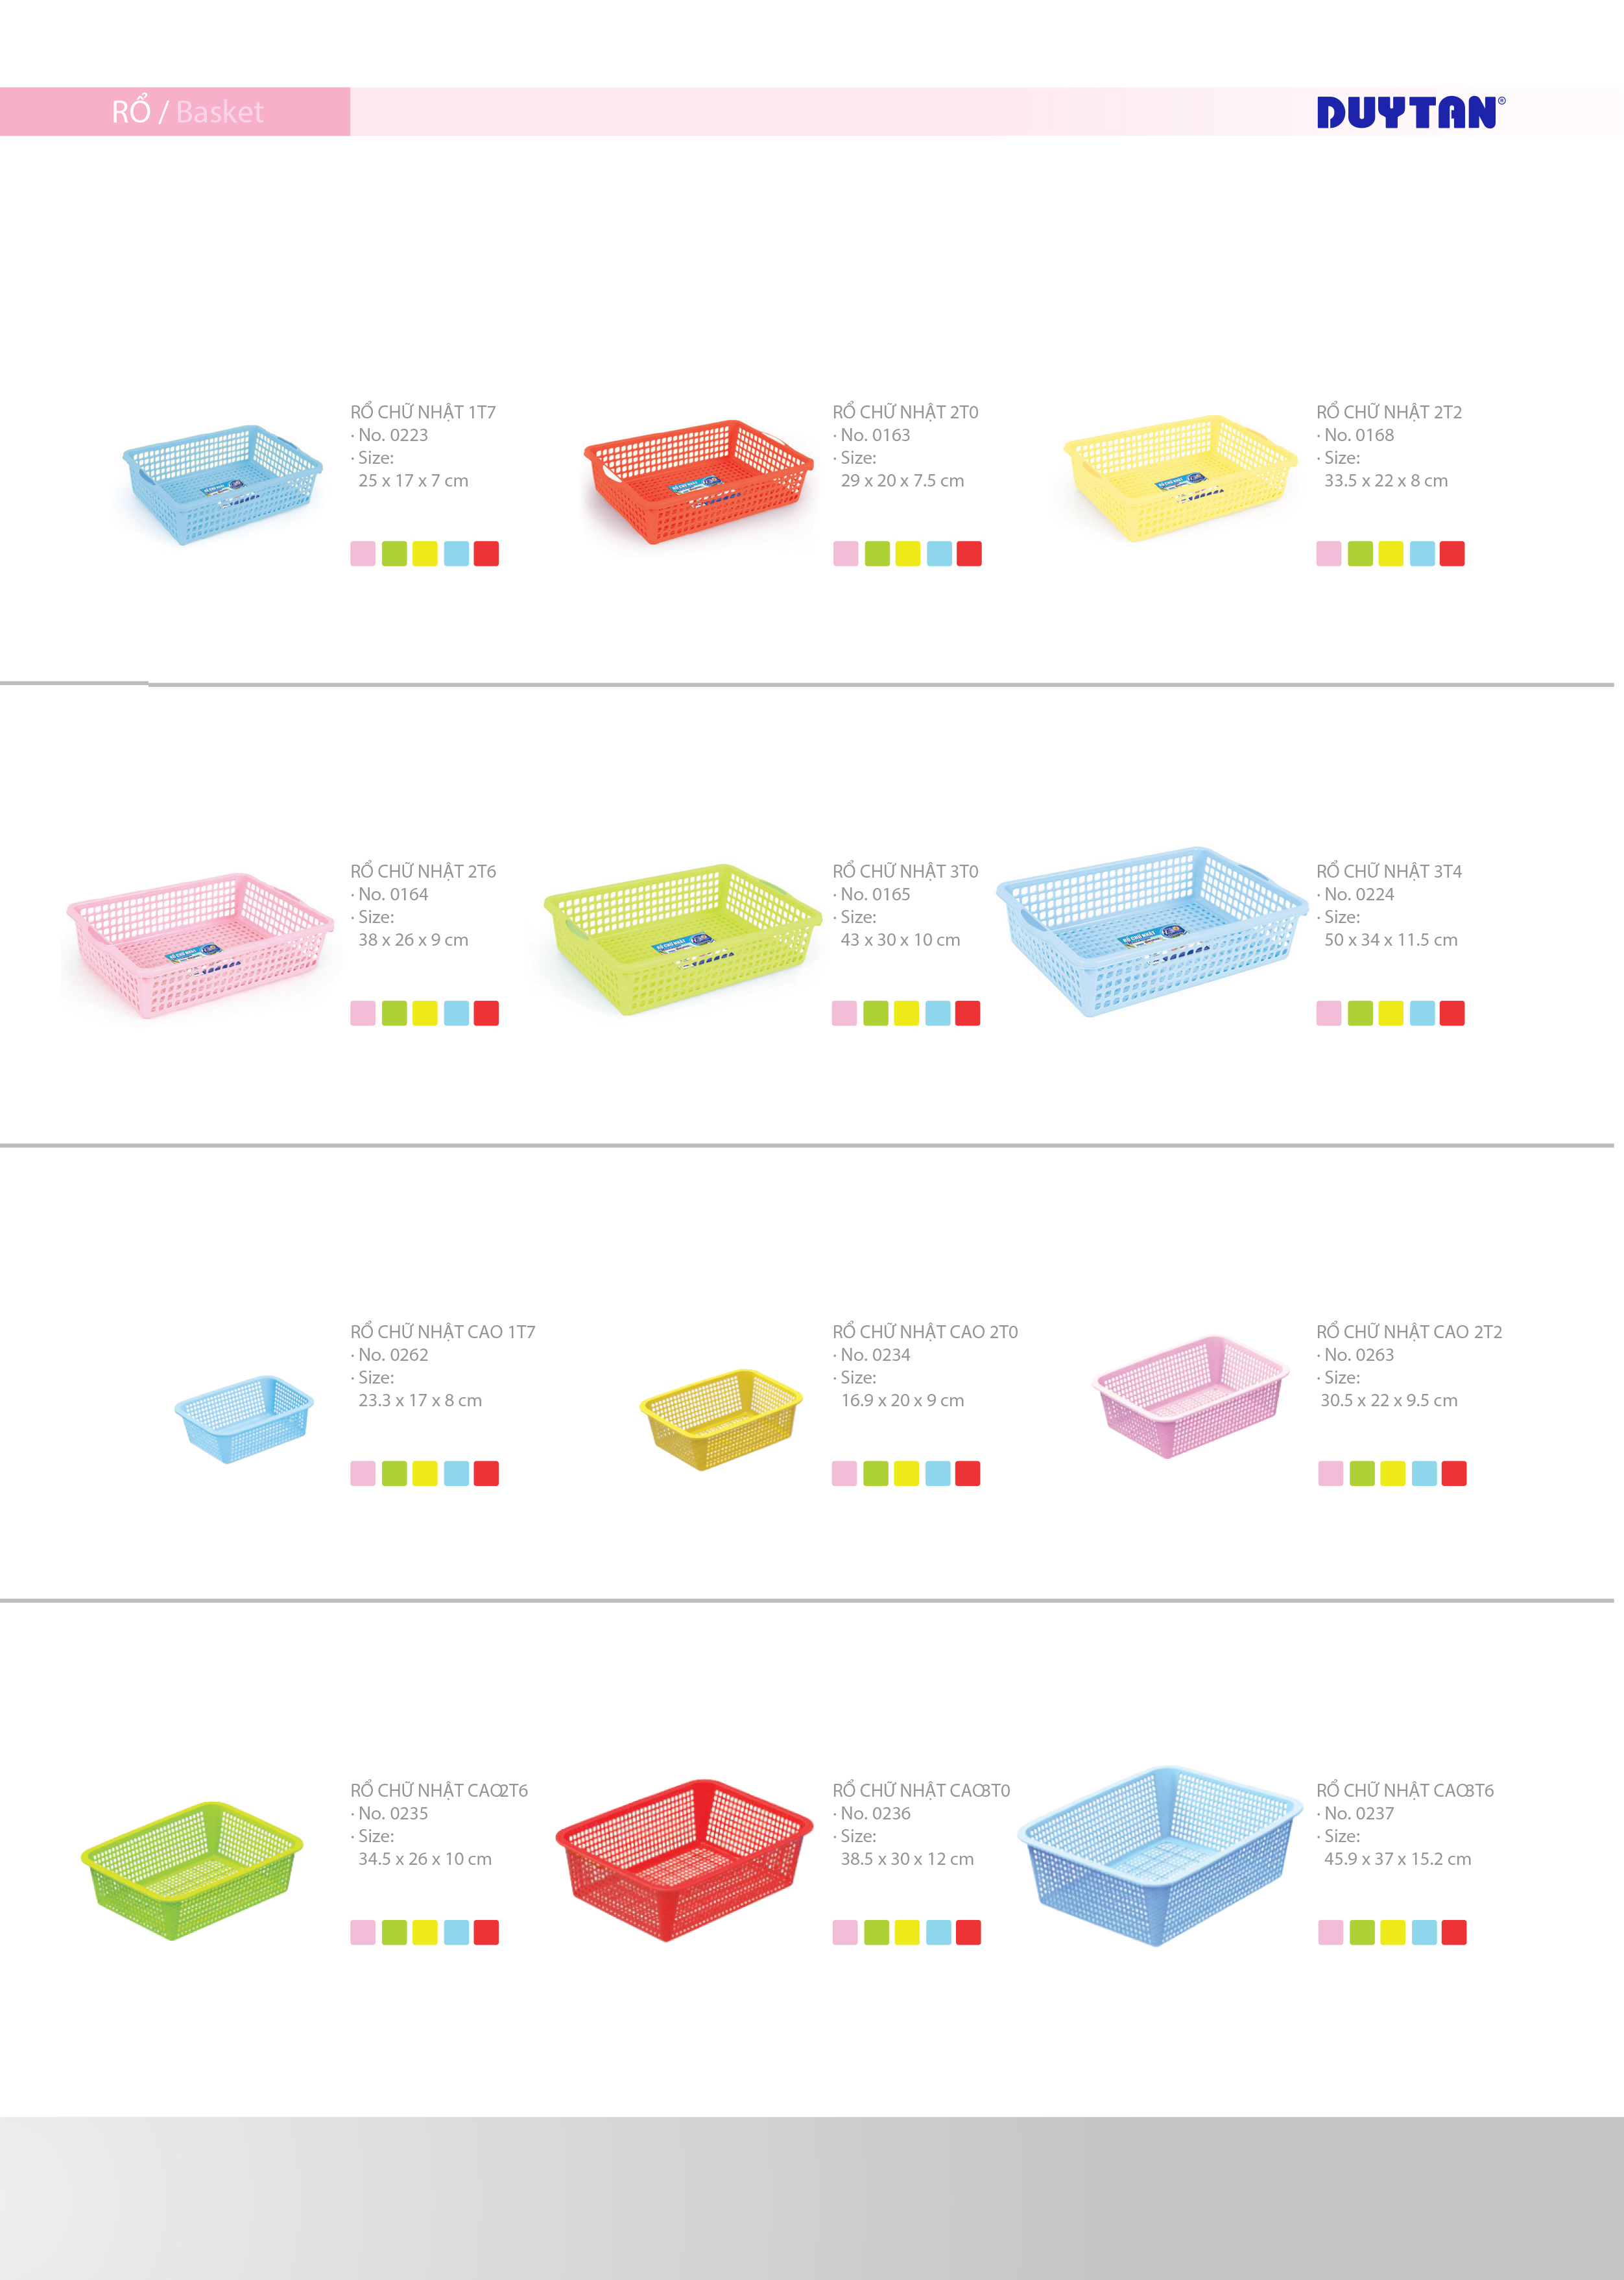 RỔ / Basket
DUYTAN®
RỔ CHỮ NHẬT 1T7
· No. 0223
· Size:
25 x 17 x 7 cm
RỔ CHỮ NHẬT 2T0
· No. 0163
· Size:
29 x 20 x 7.5 cm
RỔ CHỮ NHẬT 2T2
· No. 0168
· Size:
33.5 x 22 x 8 cm
RỔ CHỮ NHẬT 2T6
· No. 0164
· Size:
38 x 26 x 9 cm
RỔ CHỮ NHẬT 3T0
· No. 0165
· Size:
43 x 30 x 10 cm
RỔ CHỮ NHẬT 3T4
· No. 0224
· Size:
50 x 34 x 11.5 cm
RỔ CHỮ NHẬT CAO 1T7
· No. 0262
· Size:
23.3 x 17 x 8 cm
RỔ CHỮ NHẬT CAO 2T0
· No. 0234
· Size:
16.9 x 20 x 9 cm
RỔ CHỮ NHẬT CAO 2T2
· No. 0263
· Size:
30.5 x 22 x 9.5 cm
RỔ CHỮ NHẬT CAO2T6
· No. 0235
· Size:
34.5 x 26 x 10 cm
RỔ CHỮ NHẬT CAO3T0
· No. 0236
· Size:
38.5 x 30 x 12 cm
RỔ CHỮ NHẬT CAO3T6
· No. 0237
· Size:
45.9 x 37 x 15.2 cm